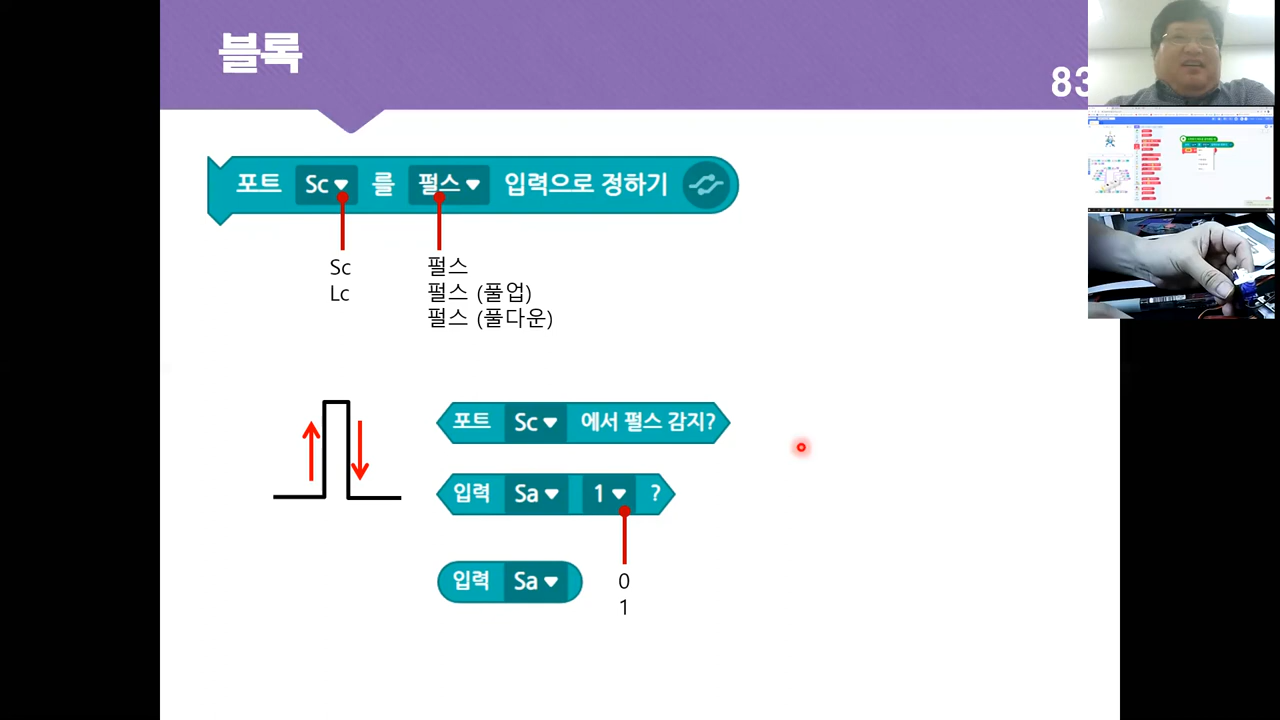 블록
83
포트 Sc 를 펄스 입력으로 정하기
Sc
Lc
펄스
펄스 (풀업)
펄스 (풀다운)
포트 Sc 에서 펄스 감지?
입력 Sa 1 ?
입력 Sa
0
1